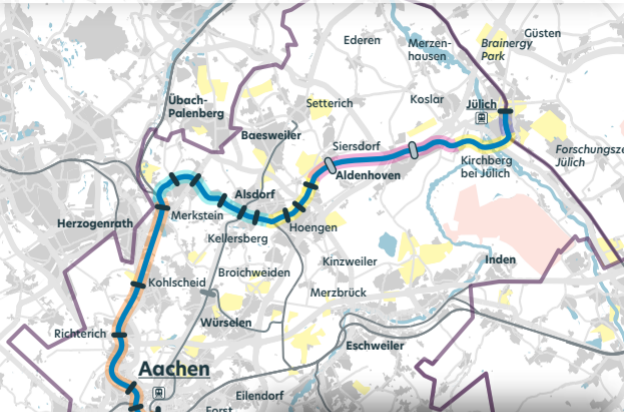 Ederen
Merzen-
hausen
Brainergy
Park
Güsten
Übach-
Palenberg
Setterich
Koslar
Jülich
Baesweiler
Siersdorf
Kirchberg
bei Jülich
Jülich
Aldenhoven
Alsdorf
Merkstein
Herzogenrath
Kellersberg
Hoengen
Kinzweiler
Inden
Broichweiden
Kohlscheid
Merzbrück
Würselen
Richterich
Eschweiler
Aachen
Eilendorf
Forst